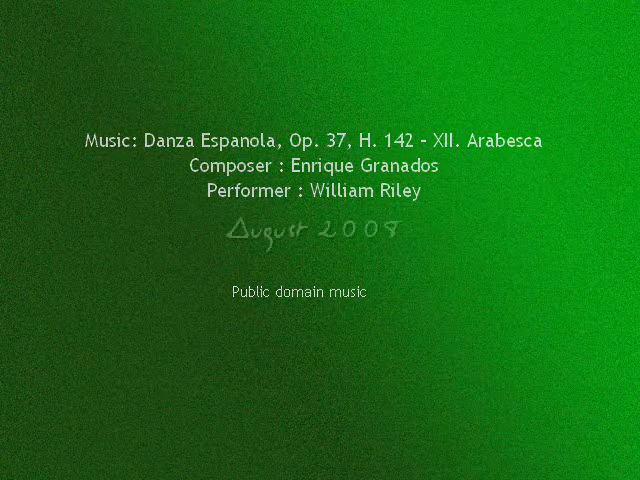 Music: Danza Espanola, Op. 37, H. 142 - XII. Arabesca
Composer : Enrique Granados
Performer : William Riley
August 2008
Public domain music